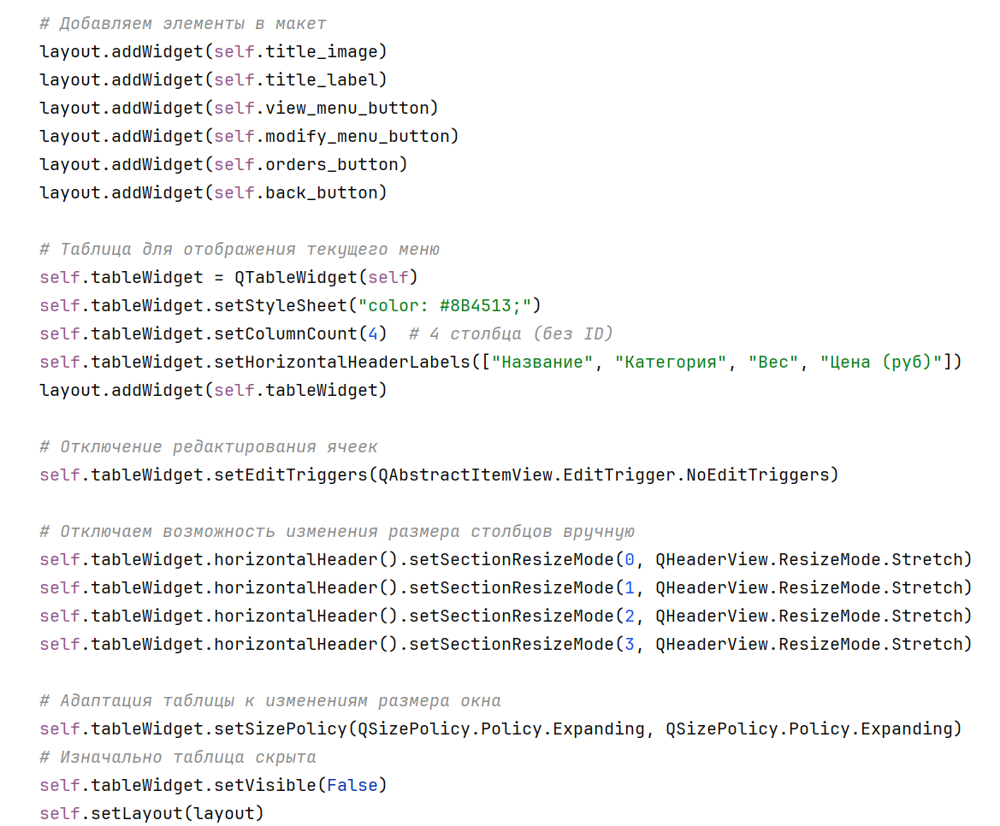 # Добавляем элементы в макет
layout.addWidget(self.title_image)
layout.addWidget(self.title_label)
layout.addWidget(self.view_menu_button)
layout.addWidget(self.modify_menu_button)
layout.addWidget(self.orders_button)
layout.addWidget(self.back_button)
# Таблица для отображения текущего меню
self.tableWidget = QTableWidget(self)
self.tableWidget.setStyleSheet("color: #8B4513;")
self.tableWidget.setColumnCount(4)  # 4 столбца (без ID)
self.tableWidget.setHorizontalHeaderLabels(["Название", "Категория", "Вес", "Цена (руб)"])
layout.addWidget(self.tableWidget)
# Отключение редактирования ячеек
self.tableWidget.setEditTriggers(QAbstractItemView.EditTrigger.NoEditTriggers)
# Отключаем возможность изменения размера столбцов вручную
self.tableWidget.horizontalHeader().setSectionResizeMode(0, QHeaderView.ResizeMode.Stretch)
self.tableWidget.horizontalHeader().setSectionResizeMode(1, QHeaderView.ResizeMode.Stretch)
self.tableWidget.horizontalHeader().setSectionResizeMode(2, QHeaderView.ResizeMode.Stretch)
self.tableWidget.horizontalHeader().setSectionResizeMode(3, QHeaderView.ResizeMode.Stretch)
# Адаптация таблицы к изменениям размера окна
self.tableWidget.setSizePolicy(QSizePolicy.Policy.Expanding, QSizePolicy.Policy.Expanding)
# Изначально таблица скрыта
self.tableWidget.setVisible(False)
self.setLayout(layout)